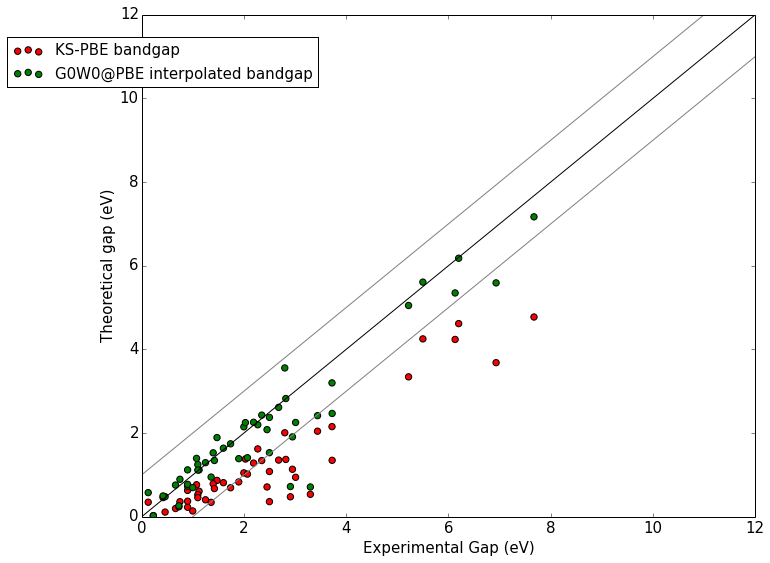 12
KS-PBE bandgap
G0W0@PBE interpolated bandgap
10
8
6
4
2
0
Theoretical gap (eV)
0 2 4 6 8 10 12
Experimental Gap (eV)